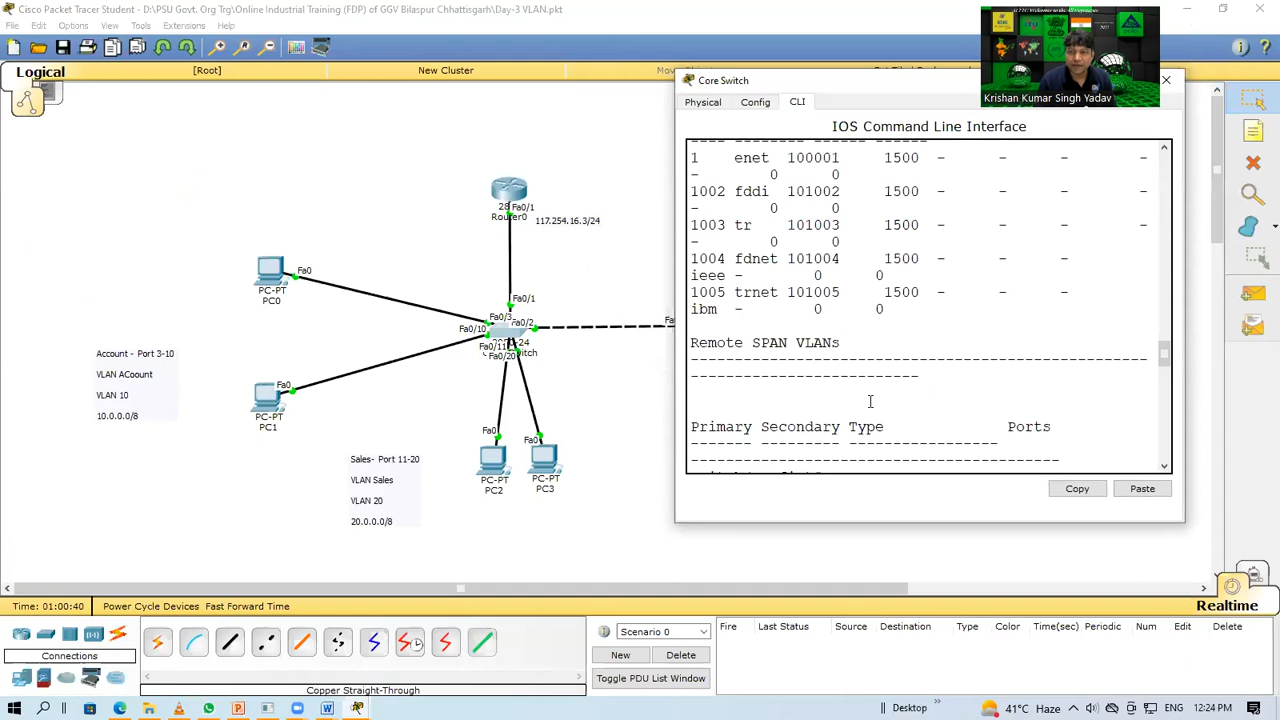 Cisco Packet Tracer Student - D:\PSU Govt. Org Trg\Online Industrial Training (FDP) of GGV Bilaspur Chhattisgarh\Day-3 VLAN.pkt
File Edit Options View Tools Extensions Help
Logical [Root] New Cluster
Krishan Kumar Singh Yadav
Core Switch
Physical Config CLI
IOS Command Line Interface
1 enet 100001 1500 - - - -
- 0 0
1002 fddi 101002 1500 - - - -
- 0 0
1003 tr 101003 1500 - - - -
- 0 0
1004 fdnet 101004 1500 - - -
ieee - 0 0
1005 trnet 101005 1500 - - -
ibm - 0 0
Remote SPAN VLANs
------------------------------------------------------------------------------
Primary Secondary Type Ports
------- --------- ----------------- ------------------------------------------
Copy Paste
Fa0/1
Router0
117.254.16.3/24
Fa0
PC-PT
PC0
Fa0/1
Fa0/3
Fa0/2
Fa0/10
Fa0/11
Fa0/20
Account - Port 3-10
VLAN ACoount
VLAN 10
10.0.0.0/8
Fa0
PC-PT
PC1
Sales- Port 11-20
VLAN Sales
VLAN 20
20.0.0.0/8
Fa0 Fa0
PC-PT PC-PT
PC2 PC3
Time: 01:00:40 Power Cycle Devices Fast Forward Time
Realtime
Connections
Copper Straight-Through
Scenario 0
New Delete
Toggle PDU List Window
Fire Last Status Source Destination Type Color Time(sec) Periodic Num Edit Delete
Desktop
41°C Haze
ENG
12:24 PM